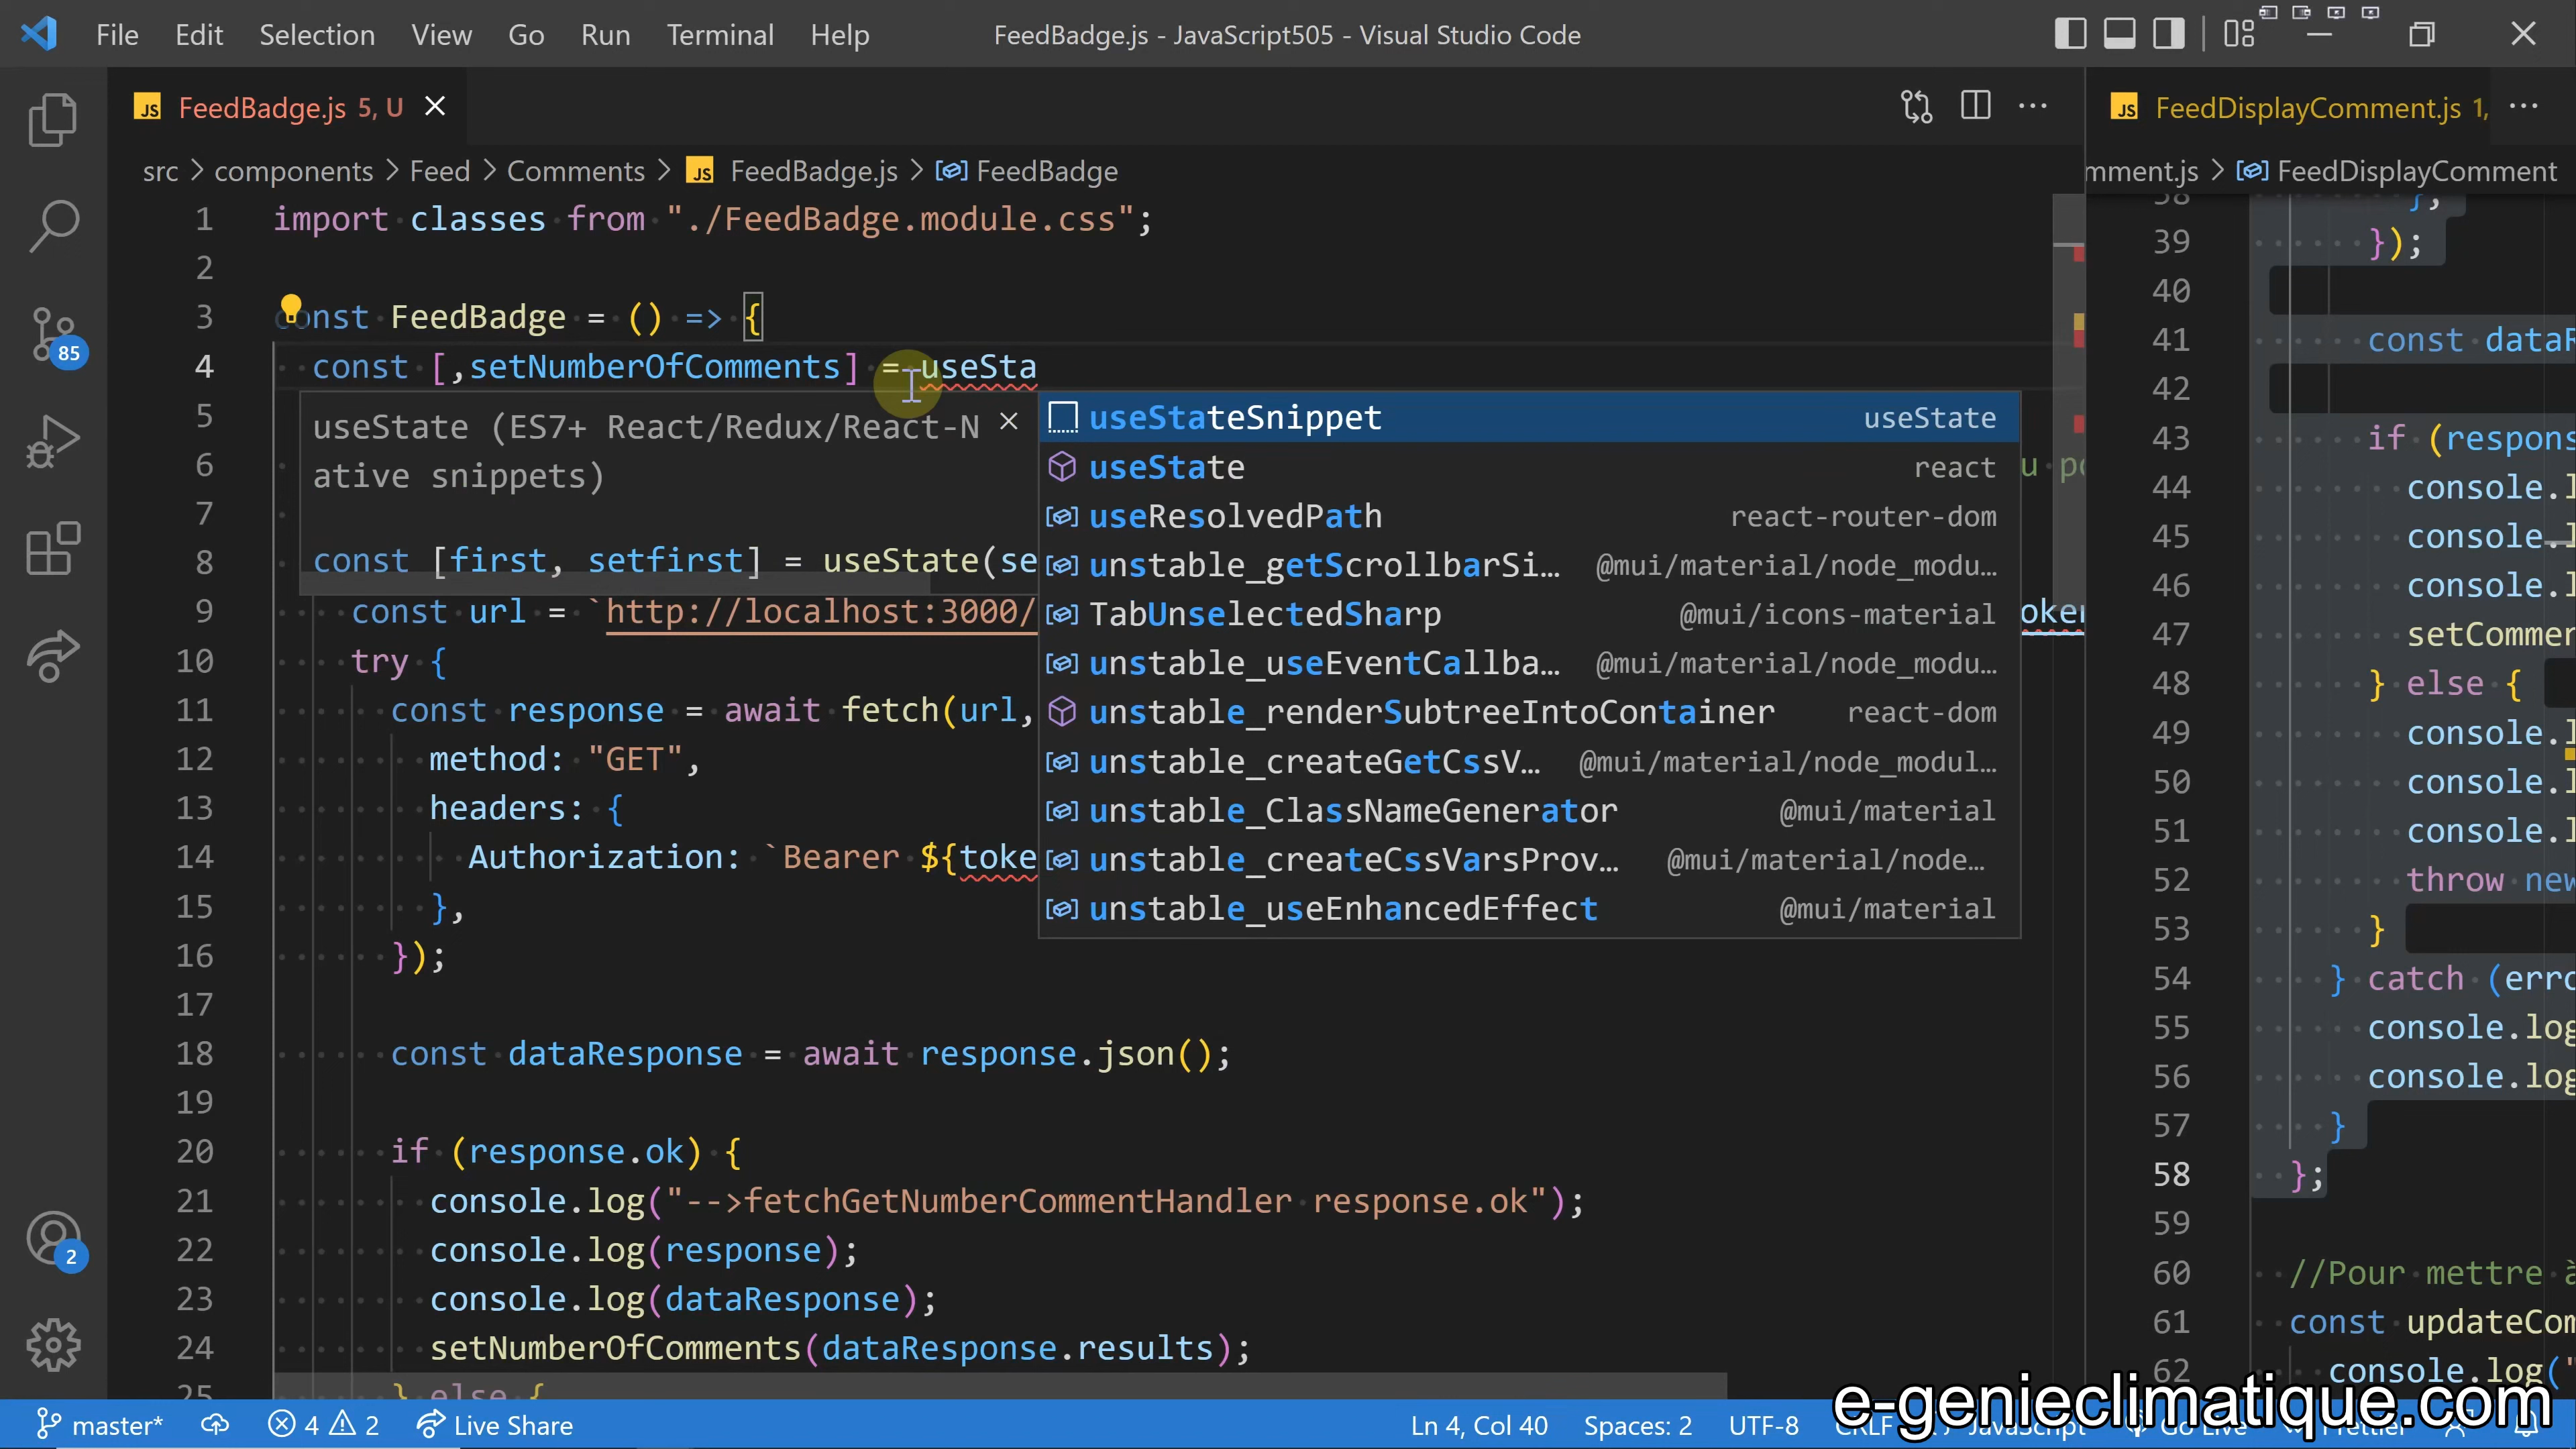 File Edit Selection View Go Run Terminal Help FeedBadge.js - JavaScript505 - Visual Studio Code
FeedBadge.js 5, U
src > components > Feed > Comments > FeedBadge.js > FeedBadge
1 import classes from "./FeedBadge.module.css";
2
3 const FeedBadge = () => {
4 const [,setNumberOfComments] = useSta
5
6
7
8
useState (ES7+ React/Redux/React-N
ative snippets)
const [first, setfirst] = useState(se
useStateSnippet useState
useState react
useResolvedPath react-router-dom
unstable_getScrollbarSi… @mui/material/node_modu…
TabUnselectedSharp @mui/icons-material
unstable_useEventCallba… @mui/material/node_modu…
unstable_renderSubtreeIntoContainer react-dom
unstable_createGetCssV… @mui/material/node_modul…
unstable_ClassNameGenerator @mui/material
unstable_createCssVarsProv… @mui/material/node…
unstable_useEnhancedEffect @mui/material
9 const url = `http://localhost:3000/
10 try {
11 const response = await fetch(url,
12 method: "GET",
13 headers: {
14 Authorization: `Bearer ${toke
15 },
16 });
17
18 const dataResponse = await response.json();
19
20 if (response.ok) {
21 console.log("-->fetchGetNumberCommentHandler response.ok");
22 console.log(response);
23 console.log(dataResponse);
24 setNumberOfComments(dataResponse.results);
25 } else {
FeedDisplayComment.js 1,
mment.js > FeedDisplayComment
38 };
39 });
40
41 const dataR
42
43 if (respons
44 console.l
45 console.l
46 console.l
47 setCommen
48 } else {
49 console.l
50 console.l
51 console.l
52 throw new
53 }
54 } catch (erro
55 console.log
56 console.log
57 }
58 };
59
60 //Pour mettre à
61 const updateCom
62 console.log("
85
2
master* 4 2 Live Share Ln 4, Col 40 Spaces: 2 UTF-8 CRLF JavaScript Go Live Prettier
e-genieclimatique.com